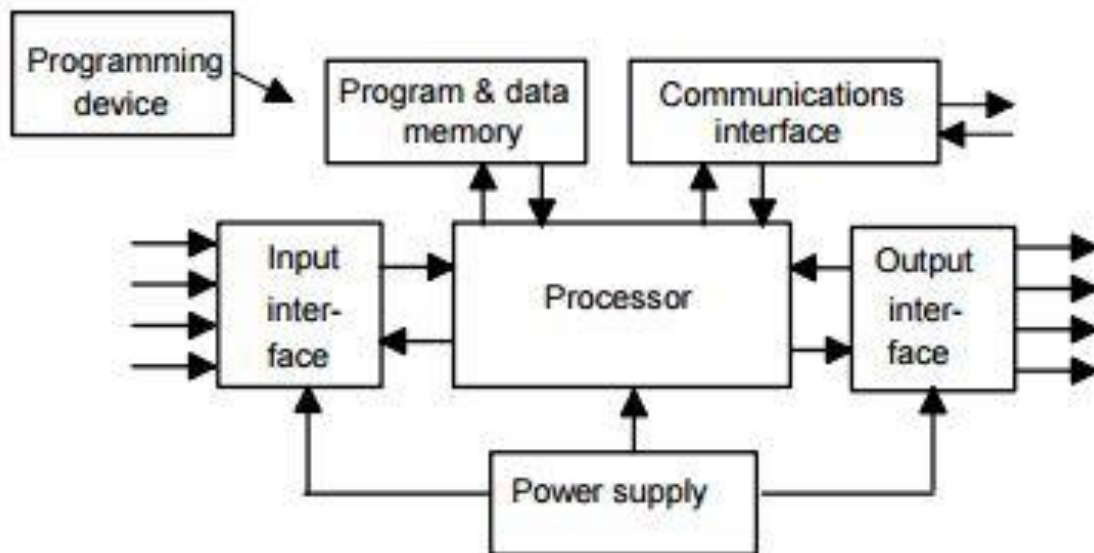 Programming
device
Program & data
memory
Communications
interface
Input
inter-
face
Processor
Output
inter-
face
Power supply